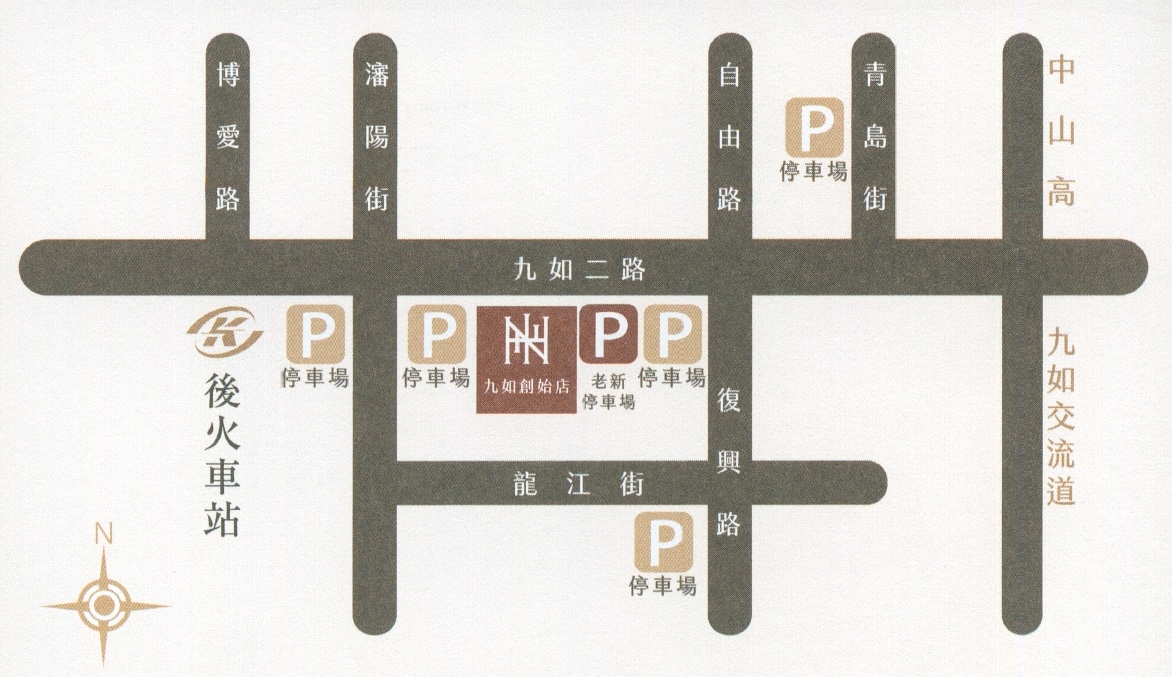 博愛路
瀋陽街
自由路
青島街
中山高
P
停車場
九如二路
P
停車場
P
停車場
九如創始店
P
老新
停車場
P
停車場
後火車站
復興路
九如交流道
龍江街
P
停車場
N